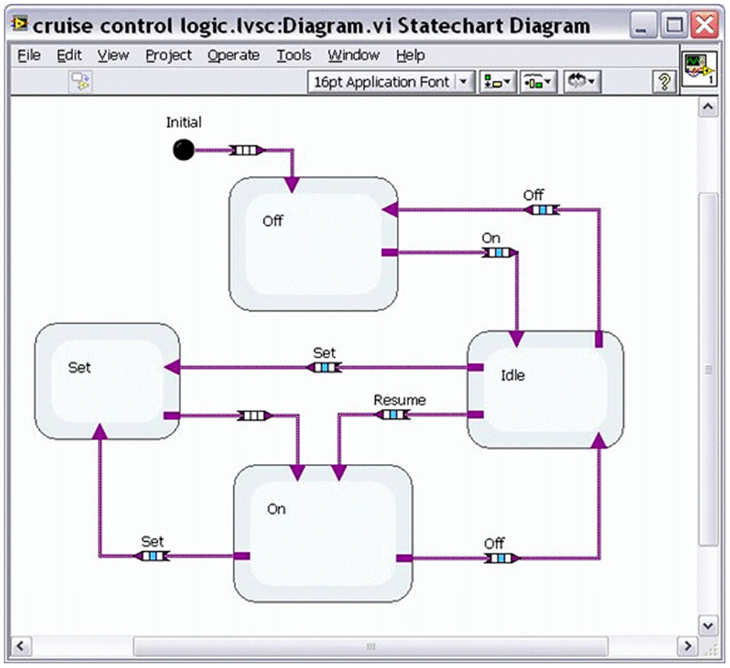 cruise control logic.lvsc:Diagram.vi Statechart Diagram
File Edit View Project Operate Tools Window Help
16pt Application Font
?
1
Initial
Off
Off
On
Set
Set
Idle
Resume
On
Set
Off